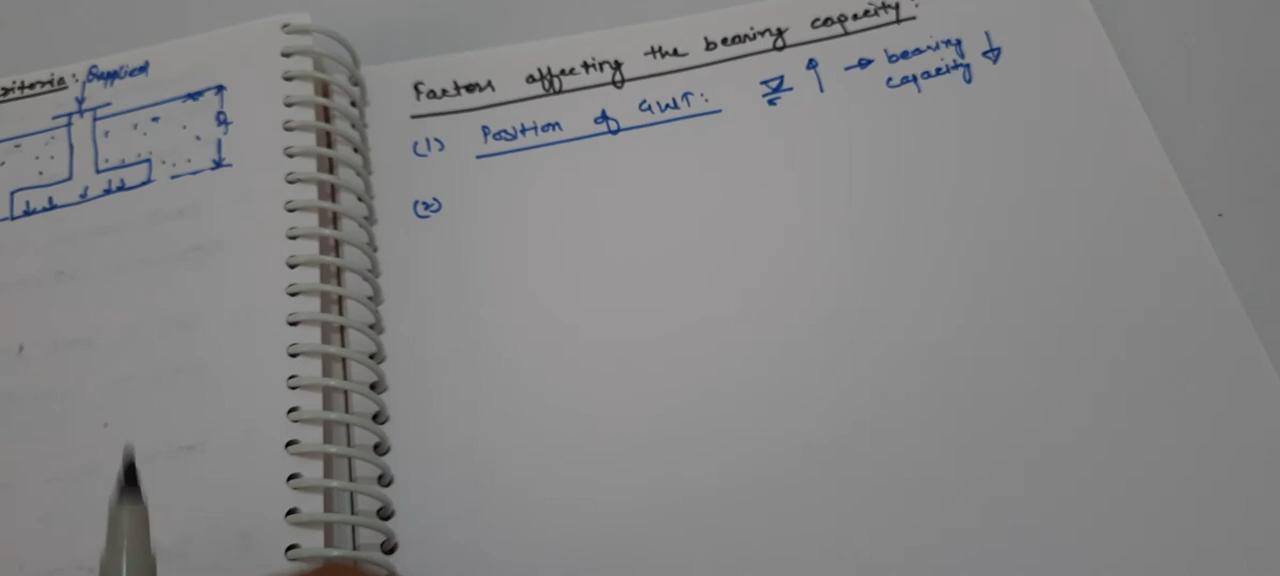 Criteria: Supplied
q
Factors affecting the bearing capacity:
(1) Position of GWT: ↑ → bearing capacity ↓
(2)